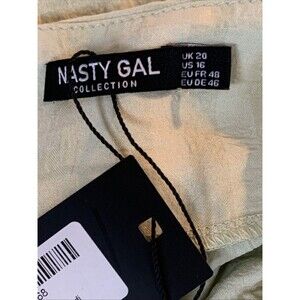 NASTY GAL
COLLECTION
UK 20
US 16
EU FR 48
EU DE 46